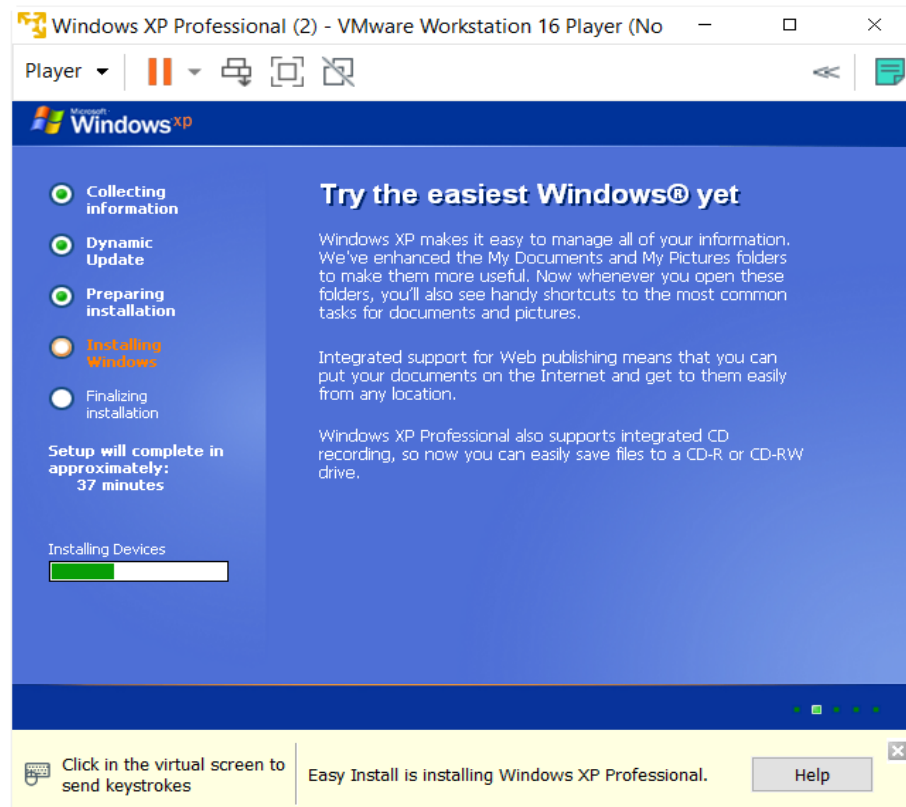 Windows XP Professional (2) - VMware Workstation 16 Player (No
Player
Microsoft
Windows xp
Collecting
information
Dynamic
Update
Preparing
installation
Installing
Windows
Finalizing
installation
Setup will complete in
approximately:
37 minutes
Installing Devices
Try the easiest Windows® yet
Windows XP makes it easy to manage all of your information.
We've enhanced the My Documents and My Pictures folders
to make them more useful. Now whenever you open these
folders, you'll also see handy shortcuts to the most common
tasks for documents and pictures.
Integrated support for Web publishing means that you can
put your documents on the Internet and get to them easily
from any location.
Windows XP Professional also supports integrated CD
recording, so now you can easily save files to a CD-R or CD-RW
drive.
Click in the virtual screen to
send keystrokes
Easy Install is installing Windows XP Professional.
Help